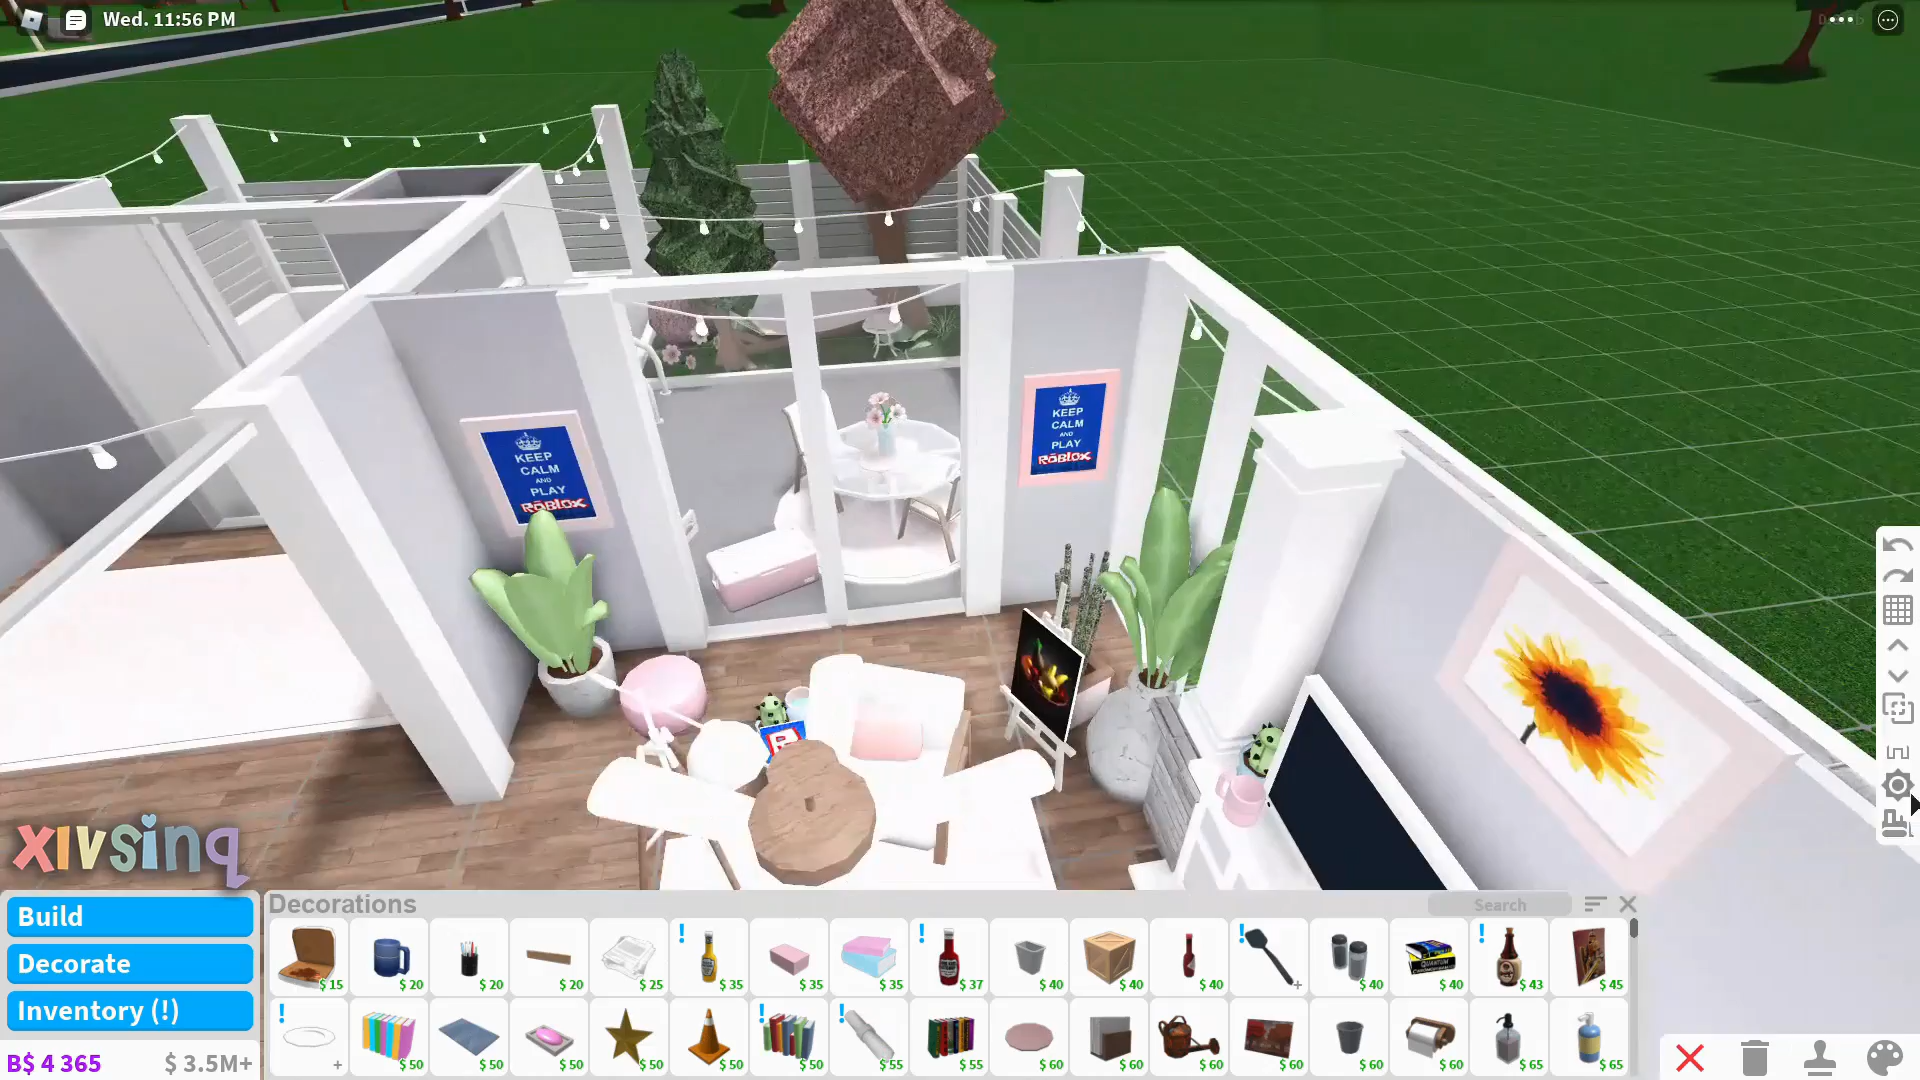 Wed. 11:56 PM
KEEP
CALM
AND
PLAY
ROBLOX
KEEP
CALM
AND
PLAY
ROBLOX
xivsinq
Build
Decorate
Inventory (!)
B$ 4 365
$ 3.5M+
Decorations
Search
$ 15
$ 20
$ 20
$ 20
$ 25
! $ 35
$ 35
$ 35
! $ 37
$ 40
$ 40
$ 40
! +
$ 40
$ 40
! $ 43
$ 45
! +
$ 50
$ 50
$ 50
$ 50
$ 50
! $ 50
! $ 55
$ 55
$ 60
$ 60
$ 60
$ 60
$ 60
$ 60
$ 65
$ 65